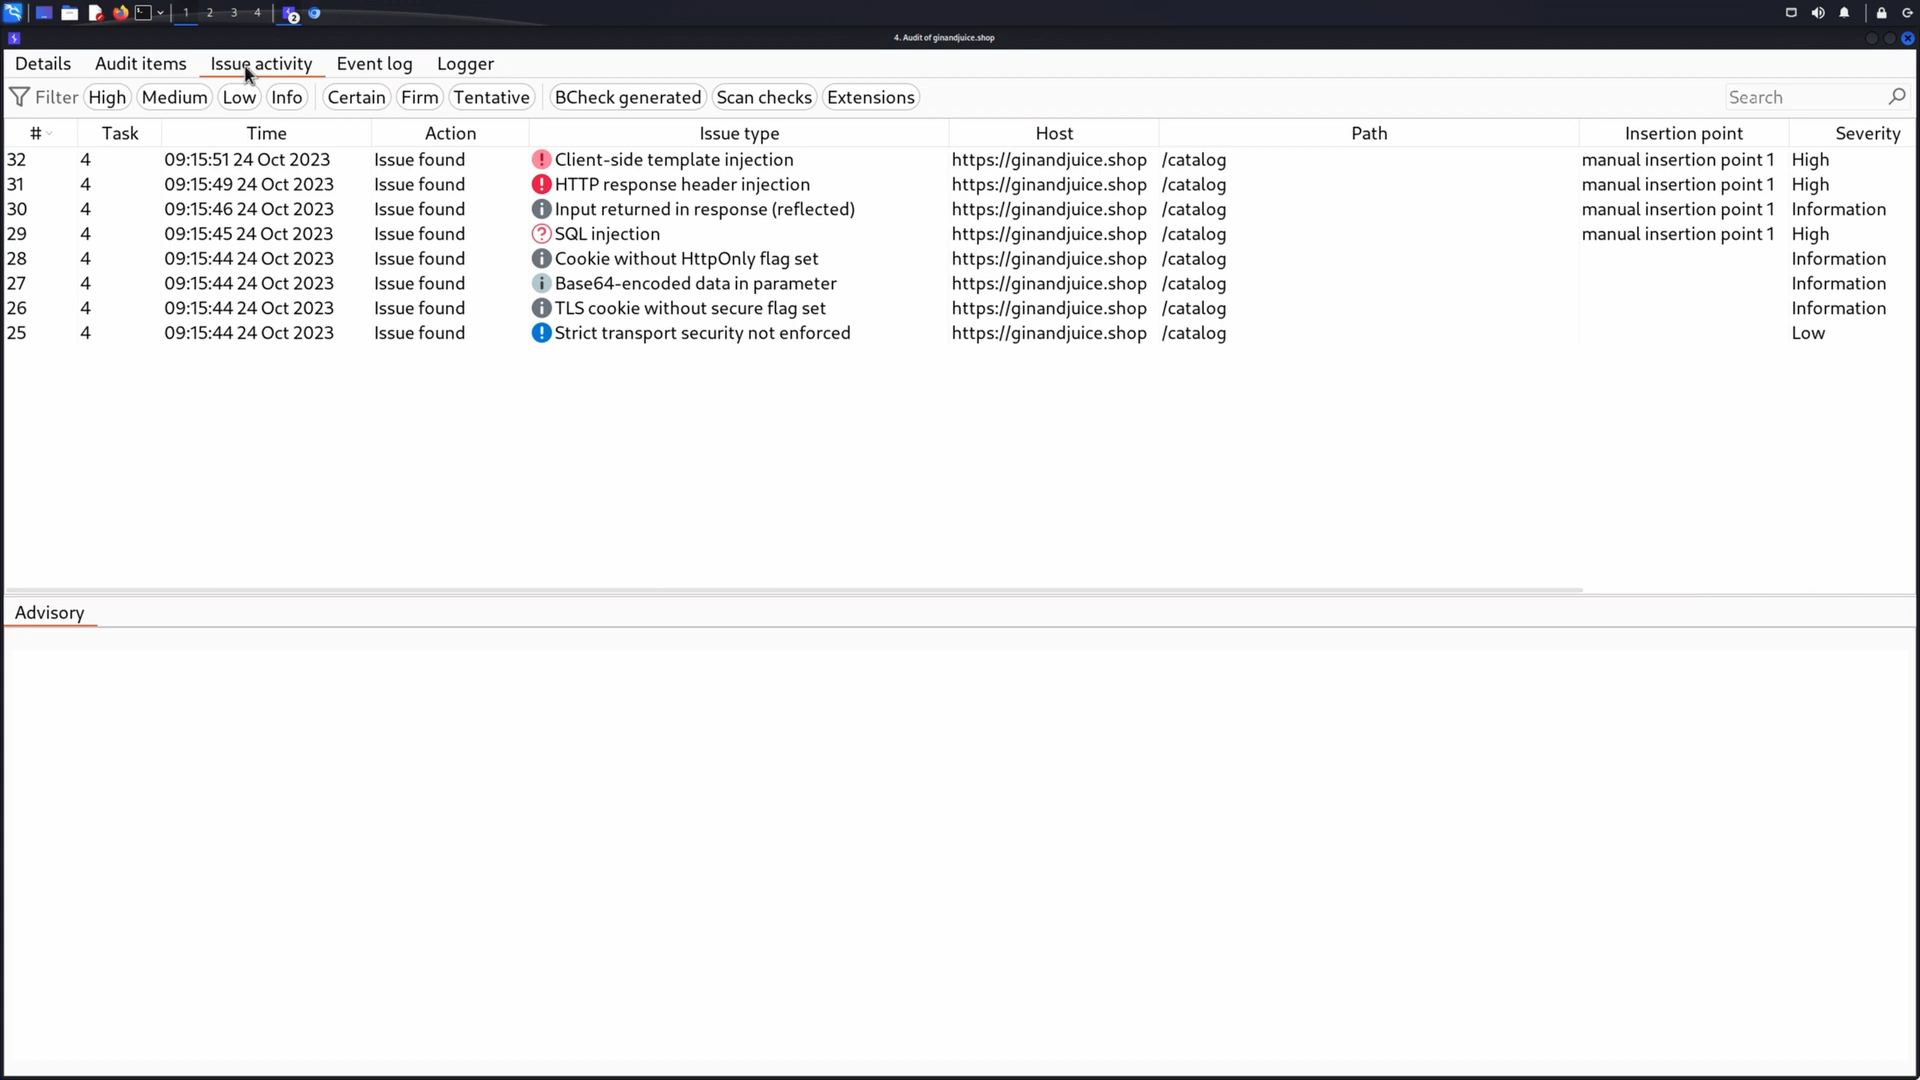 1 2 3 4 2
4. Audit of ginandjuice.shop
Details Audit items Issue activity Event log Logger
Filter High Medium Low Info Certain Firm Tentative BCheck generated Scan checks Extensions Search
# Task Time Action Issue type Host Path Insertion point Severity
32 4 09:15:51 24 Oct 2023 Issue found Client-side template injection https://ginandjuice.shop /catalog manual insertion point 1 High
31 4 09:15:49 24 Oct 2023 Issue found HTTP response header injection https://ginandjuice.shop /catalog manual insertion point 1 High
30 4 09:15:46 24 Oct 2023 Issue found Input returned in response (reflected) https://ginandjuice.shop /catalog manual insertion point 1 Information
29 4 09:15:45 24 Oct 2023 Issue found SQL injection https://ginandjuice.shop /catalog manual insertion point 1 High
28 4 09:15:44 24 Oct 2023 Issue found Cookie without HttpOnly flag set https://ginandjuice.shop /catalog Information
27 4 09:15:44 24 Oct 2023 Issue found Base64-encoded data in parameter https://ginandjuice.shop /catalog Information
26 4 09:15:44 24 Oct 2023 Issue found TLS cookie without secure flag set https://ginandjuice.shop /catalog Information
25 4 09:15:44 24 Oct 2023 Issue found Strict transport security not enforced https://ginandjuice.shop /catalog Low
Advisory